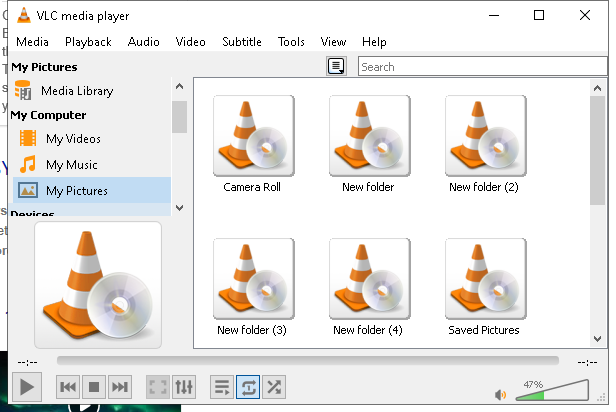 VLC media player
Media Playback Audio Video Subtitle Tools View Help
My Pictures
Search
Media Library
My Computer
My Videos
My Music
My Pictures
Devices
Camera Roll
New folder
New folder (2)
New folder (3)
New folder (4)
Saved Pictures
--:--
--:--
47%